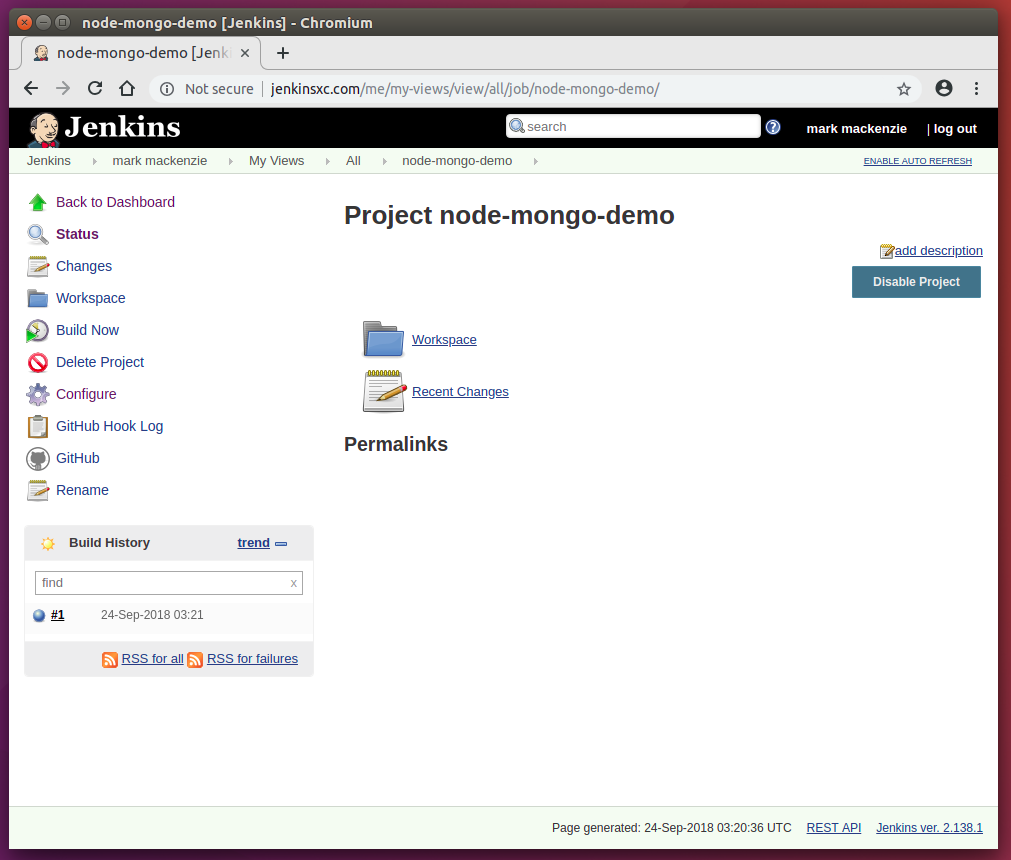 node-mongo-demo [Jenkins] - Chromium
node-mongo-demo [Jenk
Not secure | jenkinsxc.com/me/my-views/view/all/job/node-mongo-demo/
Jenkins search ? mark mackenzie | log out
Jenkins mark mackenzie My Views All node-mongo-demo ENABLE AUTO REFRESH
Back to Dashboard
Status
Changes
Workspace
Build Now
Delete Project
Configure
GitHub Hook Log
GitHub
Rename
Build History trend
find x
#1 24-Sep-2018 03:21
RSS for all RSS for failures
Project node-mongo-demo
add description
Disable Project
Workspace
Recent Changes
Permalinks
Page generated: 24-Sep-2018 03:20:36 UTC REST API Jenkins ver. 2.138.1